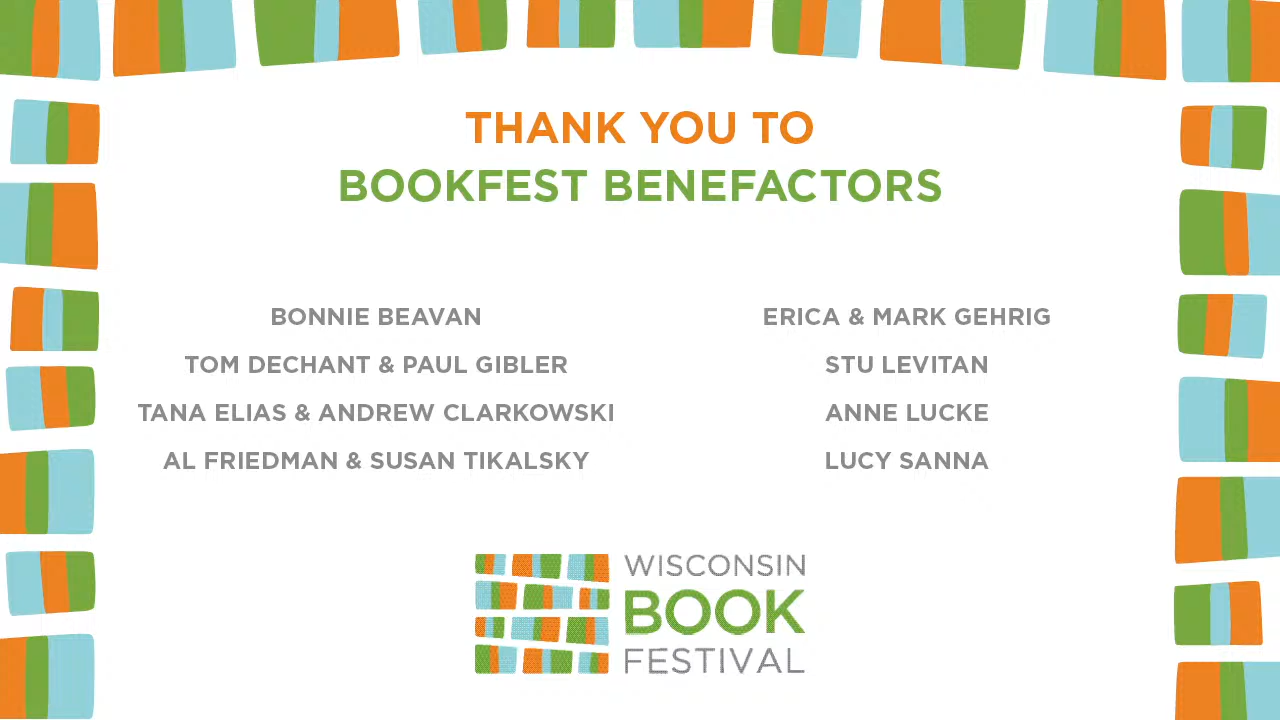 THANK YOU TO
BOOKFEST BENEFACTORS
BONNIE BEAVAN
TOM DECHANT & PAUL GIBLER
TANA ELIAS & ANDREW CLARKOWSKI
AL FRIEDMAN & SUSAN TIKALSKY
ERICA & MARK GEHRIG
STU LEVITAN
ANNE LUCKE
LUCY SANNA
WISCONSIN
BOOK
FESTIVAL